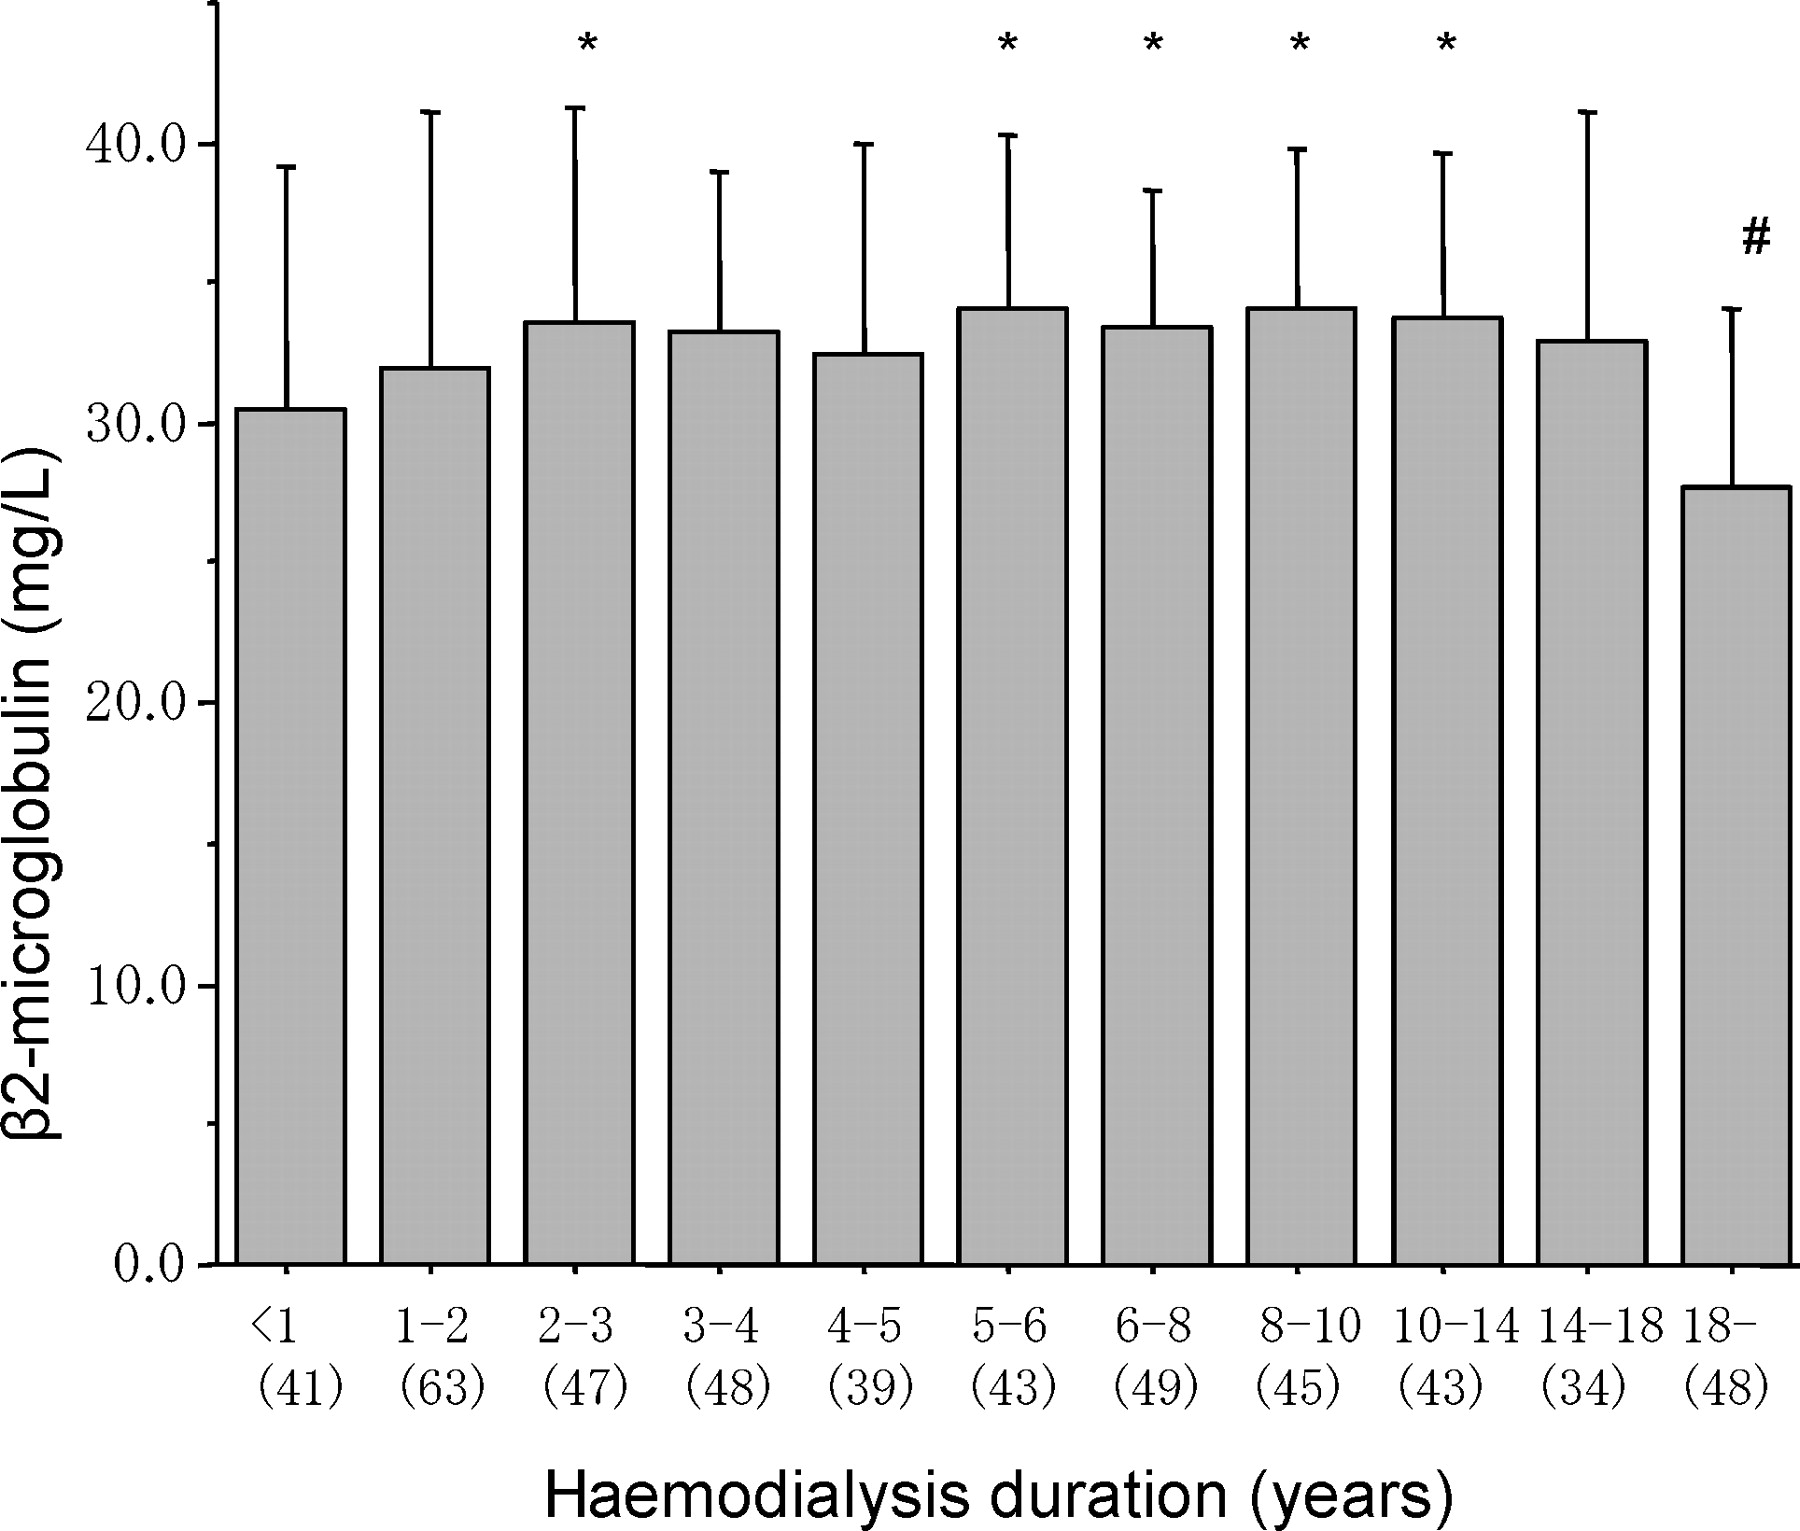 * * * * *
40.0
#
30.0
20.0
10.0
0.0
β2-microglobulin (mg/L)
<1 1-2 2-3 3-4 4-5 5-6 6-8 8-10 10-14 14-18 18-
(41) (63) (47) (48) (39) (43) (49) (45) (43) (34) (48)
Haemodialysis duration (years)